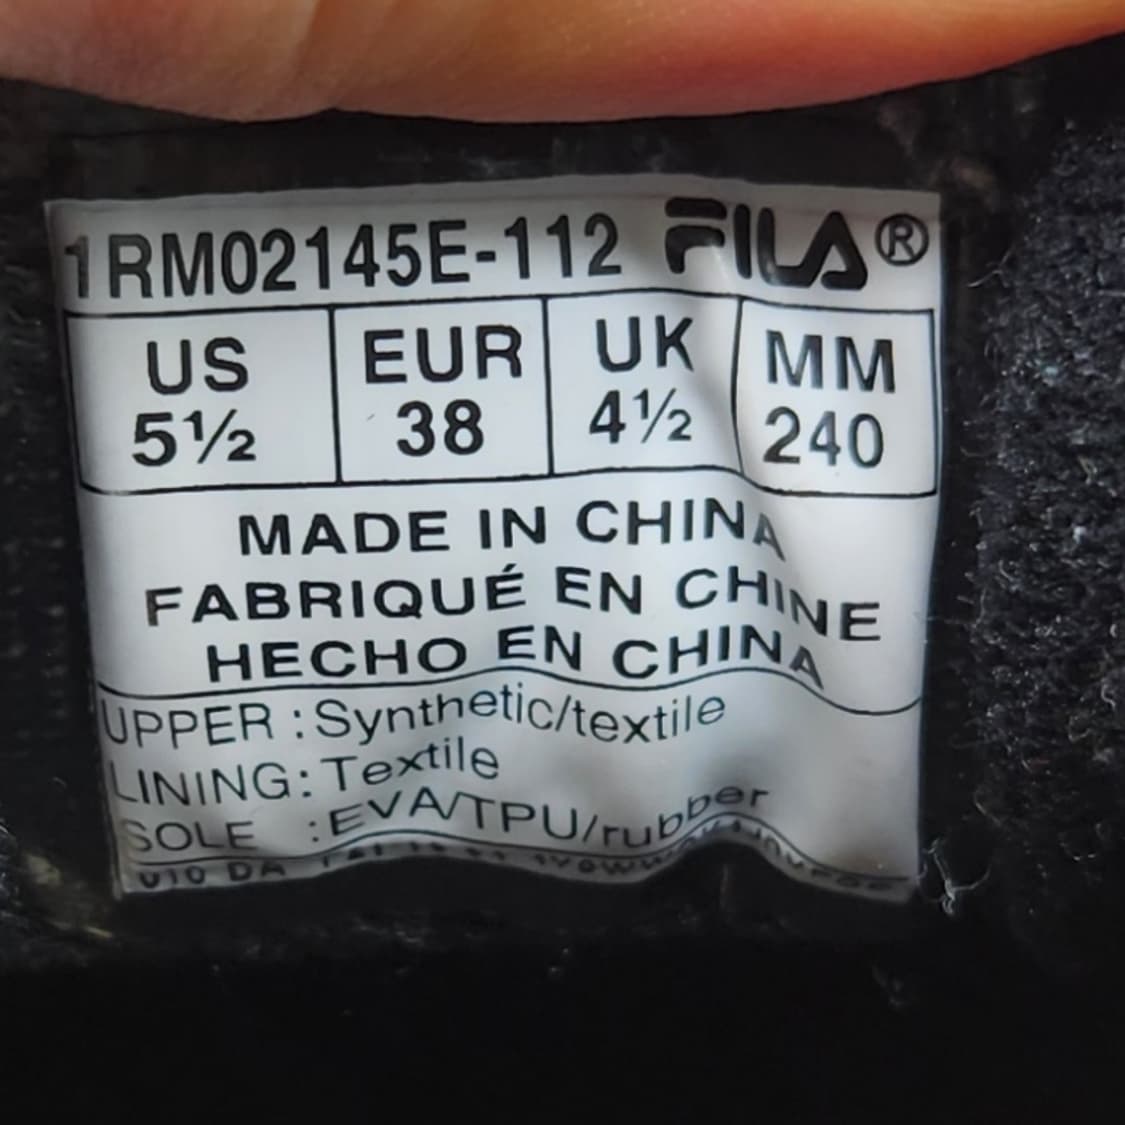 1RM02145E-112 FILA®
US EUR UK MM
5½ 38 4½ 240
MADE IN CHINA
FABRIQUÉ EN CHINE
HECHO EN CHINA
UPPER :Synthetic/textile
LINING: Textile
SOLE :EVA/TPU/rubber